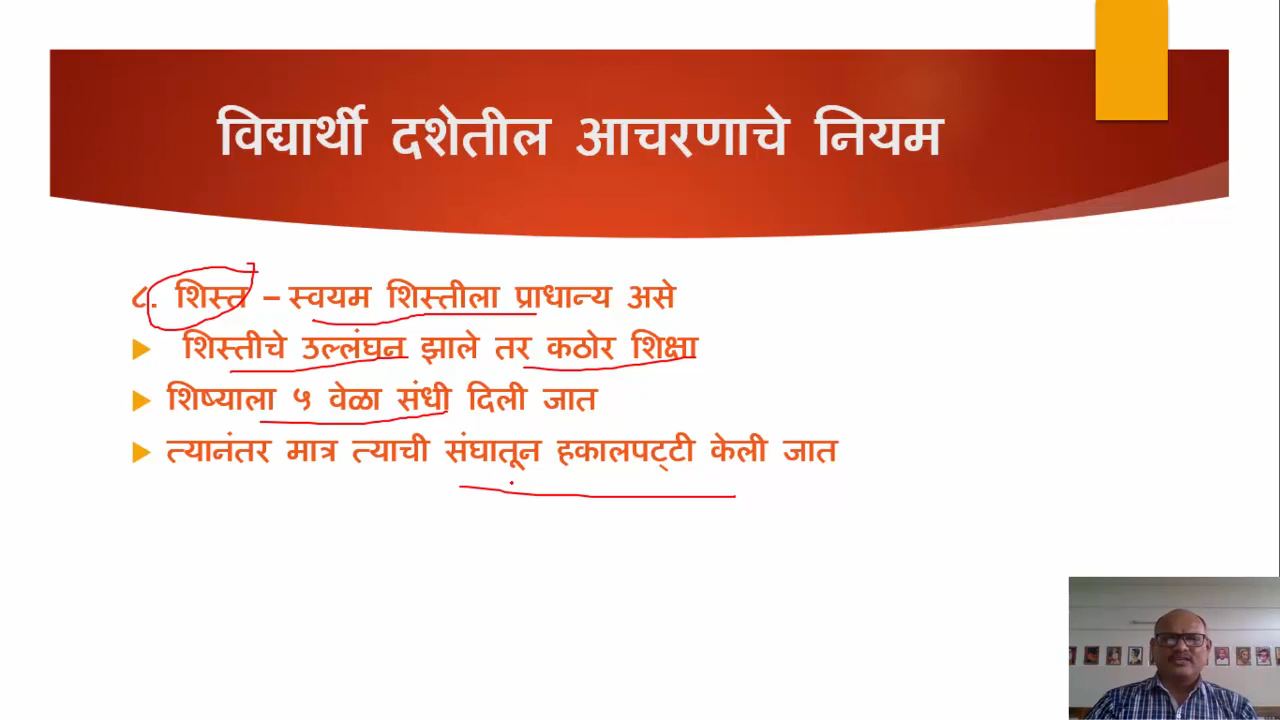 विद्यार्थी दशेतील आचरणाचे नियम
८. शिस्त – स्वयम शिस्तीला प्राधान्य असे
शिस्तीचे उल्लंघन झाले तर कठोर शिक्षा
शिष्याला ५ वेळा संधी दिली जात
त्यानंतर मात्र त्याची संघातून हकालपट्टी केली जात